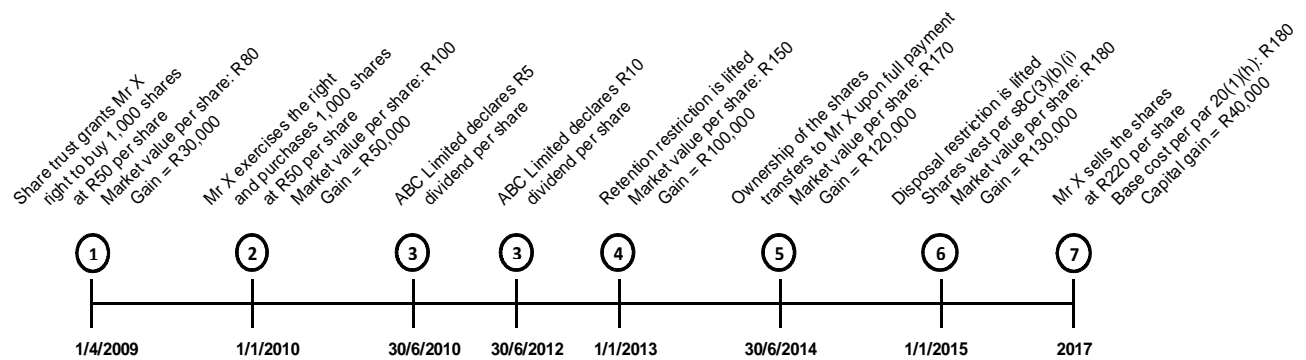 Share trust grants Mr X
right to buy 1,000 shares
at R50 per share
Market value per share: R80
Gain = R30,000
Mr X exercises the right
and purchases 1,000 shares
at R50 per share
Market value per share: R100
Gain = R50,000
ABC Limited declares R5
dividend per share
ABC Limited declares R10
dividend per share
Retention restriction is lifted
Market value per share: R150
Gain = R100,000
Ownership of the shares
transfers to Mr X upon full payment
Market value per share: R170
Gain = R120,000
Disposal restriction is lifted
Shares vest per s8C(3)(b)(i)
Market value per share: R180
Gain = R130,000
Mr X sells the shares
at R220 per share
Base cost per par 20(1)(h): R180
Capital gain = R40,000
1 2 3 3 4 5 6 7
1/4/2009 1/1/2010 30/6/2010 30/6/2012 1/1/2013 30/6/2014 1/1/2015 2017